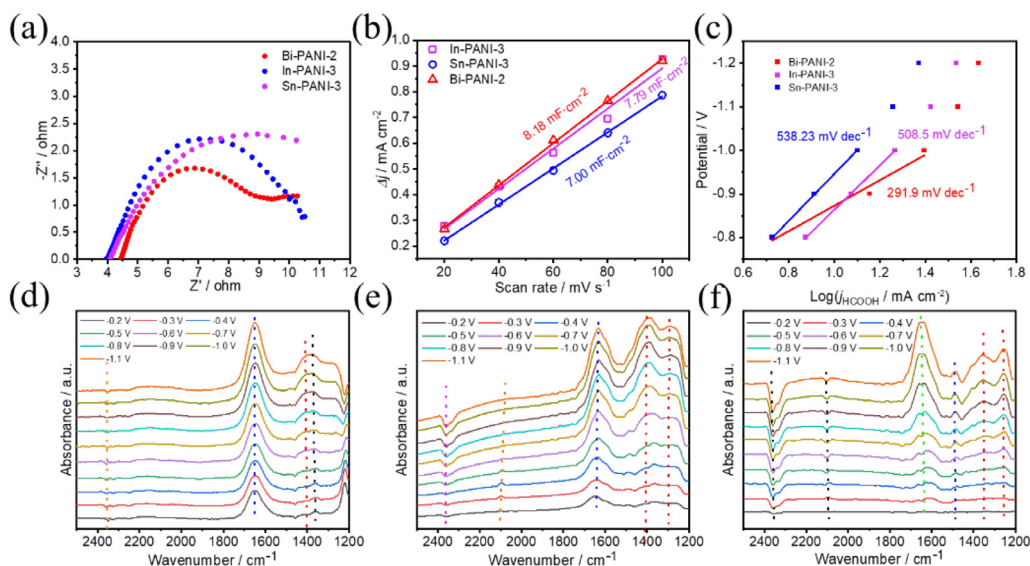 (a)
Bi-PANI-2
In-PANI-3
Sn-PANI-3
-Z'' / ohm
4.0
3.5
3.0
2.5
2.0
1.5
1.0
0.5
0.0
3 4 5 6 7 8 9 10 11 12
Z' / ohm
(b)
In-PANI-3
Sn-PANI-3
Bi-PANI-2
8.18 mF·cm-2
7.79 mF·cm-2
7.00 mF·cm-2
Δj / mA cm-2
1.0
0.9
0.8
0.7
0.6
0.5
0.4
0.3
0.2
20 40 60 80 100
Scan rate / mV s-1
(c)
Bi-PANI-2
In-PANI-3
Sn-PANI-3
538.23 mV dec-1
508.5 mV dec-1
291.9 mV dec-1
Potential / V
-1.2
-1.1
-1.0
-0.9
-0.8
0.6 0.8 1.0 1.2 1.4 1.6 1.8
Log(jHCOOH / mA cm-2)
(d)
-0.2 V -0.3 V -0.4 V
-0.5 V -0.6 V -0.7 V
-0.8 V -0.9 V -1.0 V
-1.1 V
Absorbance / a.u.
2400 2200 2000 1800 1600 1400 1200
Wavenumber / cm-1
(e)
-0.2 V -0.3 V -0.4 V
-0.5 V -0.6 V -0.7 V
-0.8 V -0.9 V -1.0 V
-1.1 V
Absorbance / a.u.
2400 2200 2000 1800 1600 1400 1200
Wavenumber / cm-1
(f)
-0.2 V -0.3 V -0.4 V
-0.5 V -0.6 V -0.7 V
-0.8 V -0.9 V -1.0 V
-1.1 V
Absorbance / a.u.
2400 2200 2000 1800 1600 1400 1200
Wavenumber / cm-1